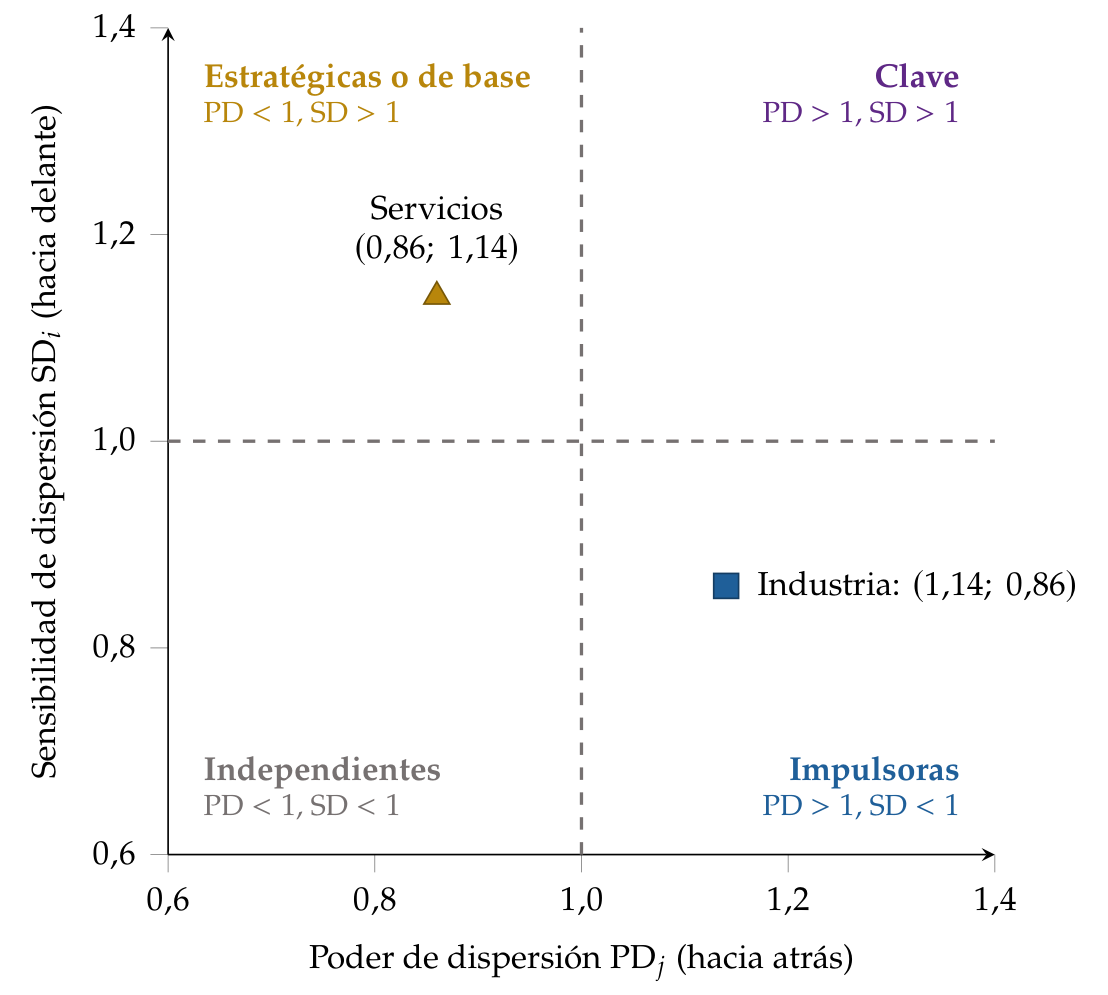 1,4
Estratégicas o de base
PD < 1, SD > 1
Clave
PD > 1, SD > 1
Servicios
(0,86; 1,14)
1,2
1,0
Industria: (1,14; 0,86)
0,8
Independientes
PD < 1, SD < 1
Impulsoras
PD > 1, SD < 1
0,6
0,6
0,8
1,0
1,2
1,4
Poder de dispersión PDⱼ (hacia atrás)
Sensibilidad de dispersión SDᵢ (hacia delante)